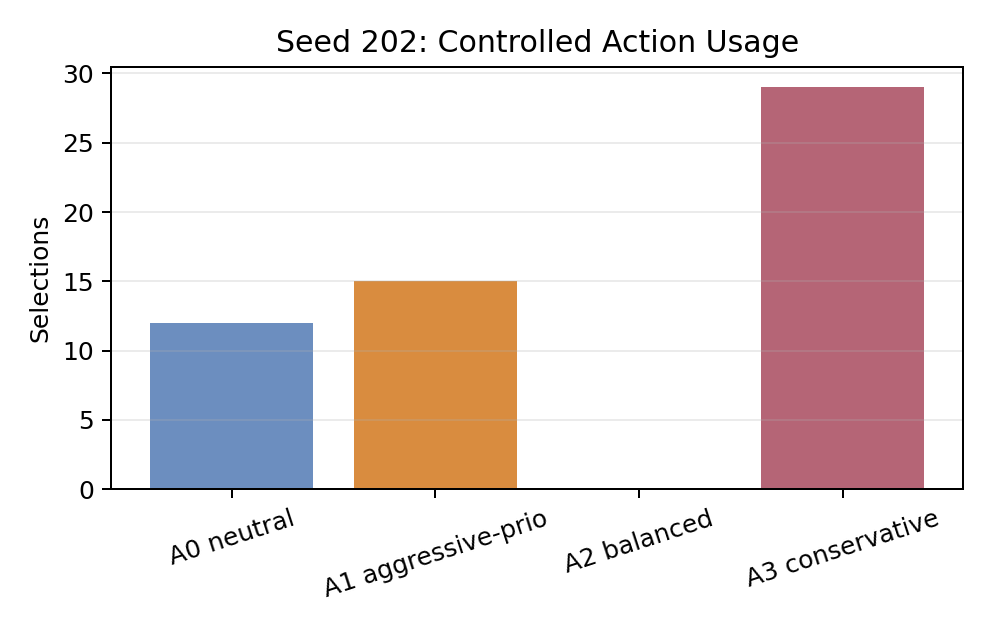 Seed 202: Controlled Action Usage
Selections
30
25
20
15
10
5
0
A0 neutral
A1 aggressive-prio
A2 balanced
A3 conservative